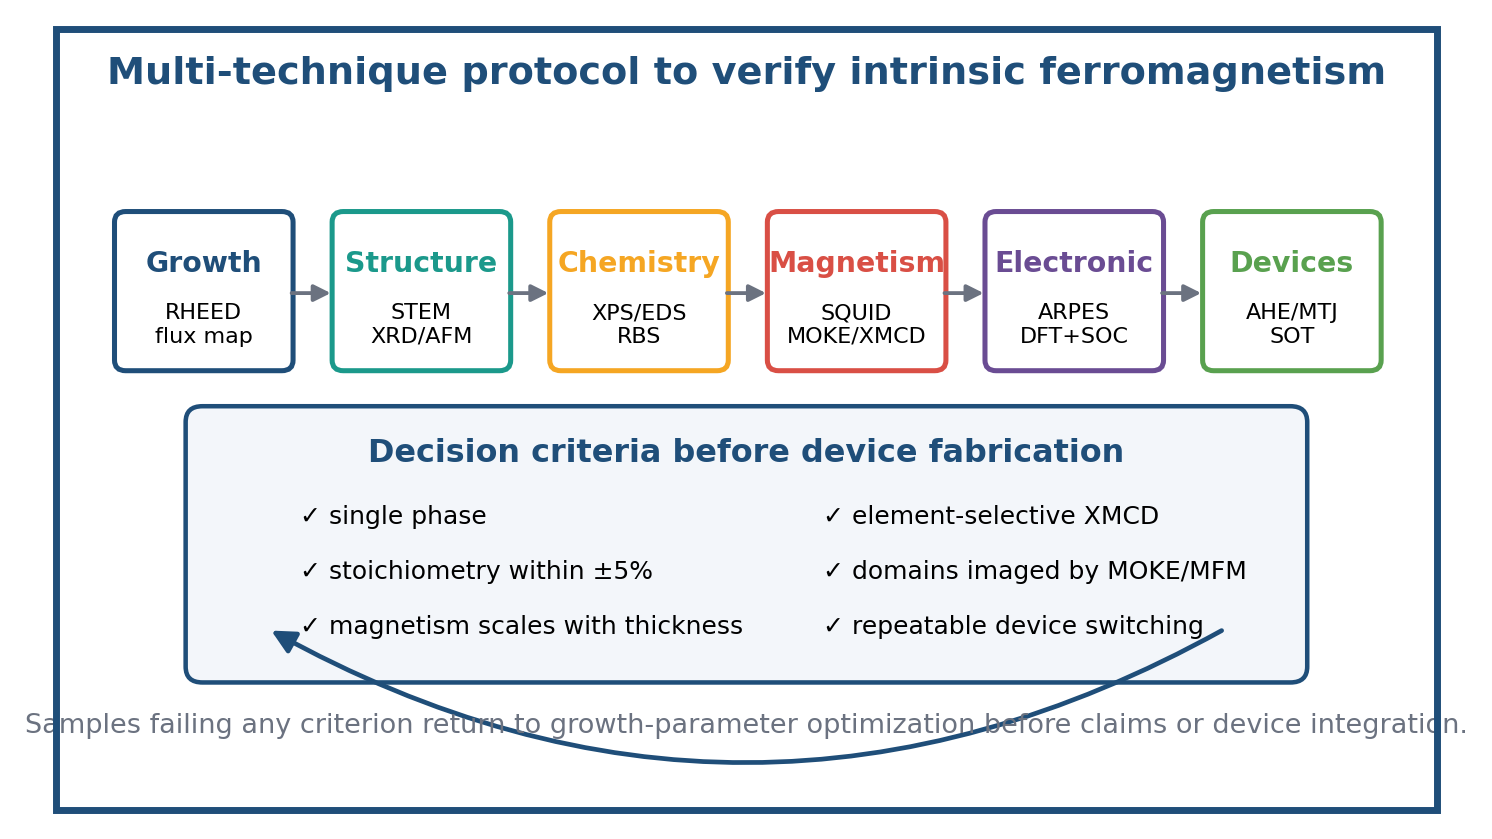 Multi-technique protocol to verify intrinsic ferromagnetism
Growth
RHEED
flux map
Structure
STEM
XRD/AFM
Chemistry
XPS/EDS
RBS
Magnetism
SQUID
MOKE/XMCD
Electronic
ARPES
DFT+SOC
Devices
AHE/MTJ
SOT
Decision criteria before device fabrication
✓ single phase
✓ stoichiometry within ±5%
✓ magnetism scales with thickness
✓ element-selective XMCD
✓ domains imaged by MOKE/MFM
✓ repeatable device switching
Samples failing any criterion return to growth-parameter optimization before claims or device integration.